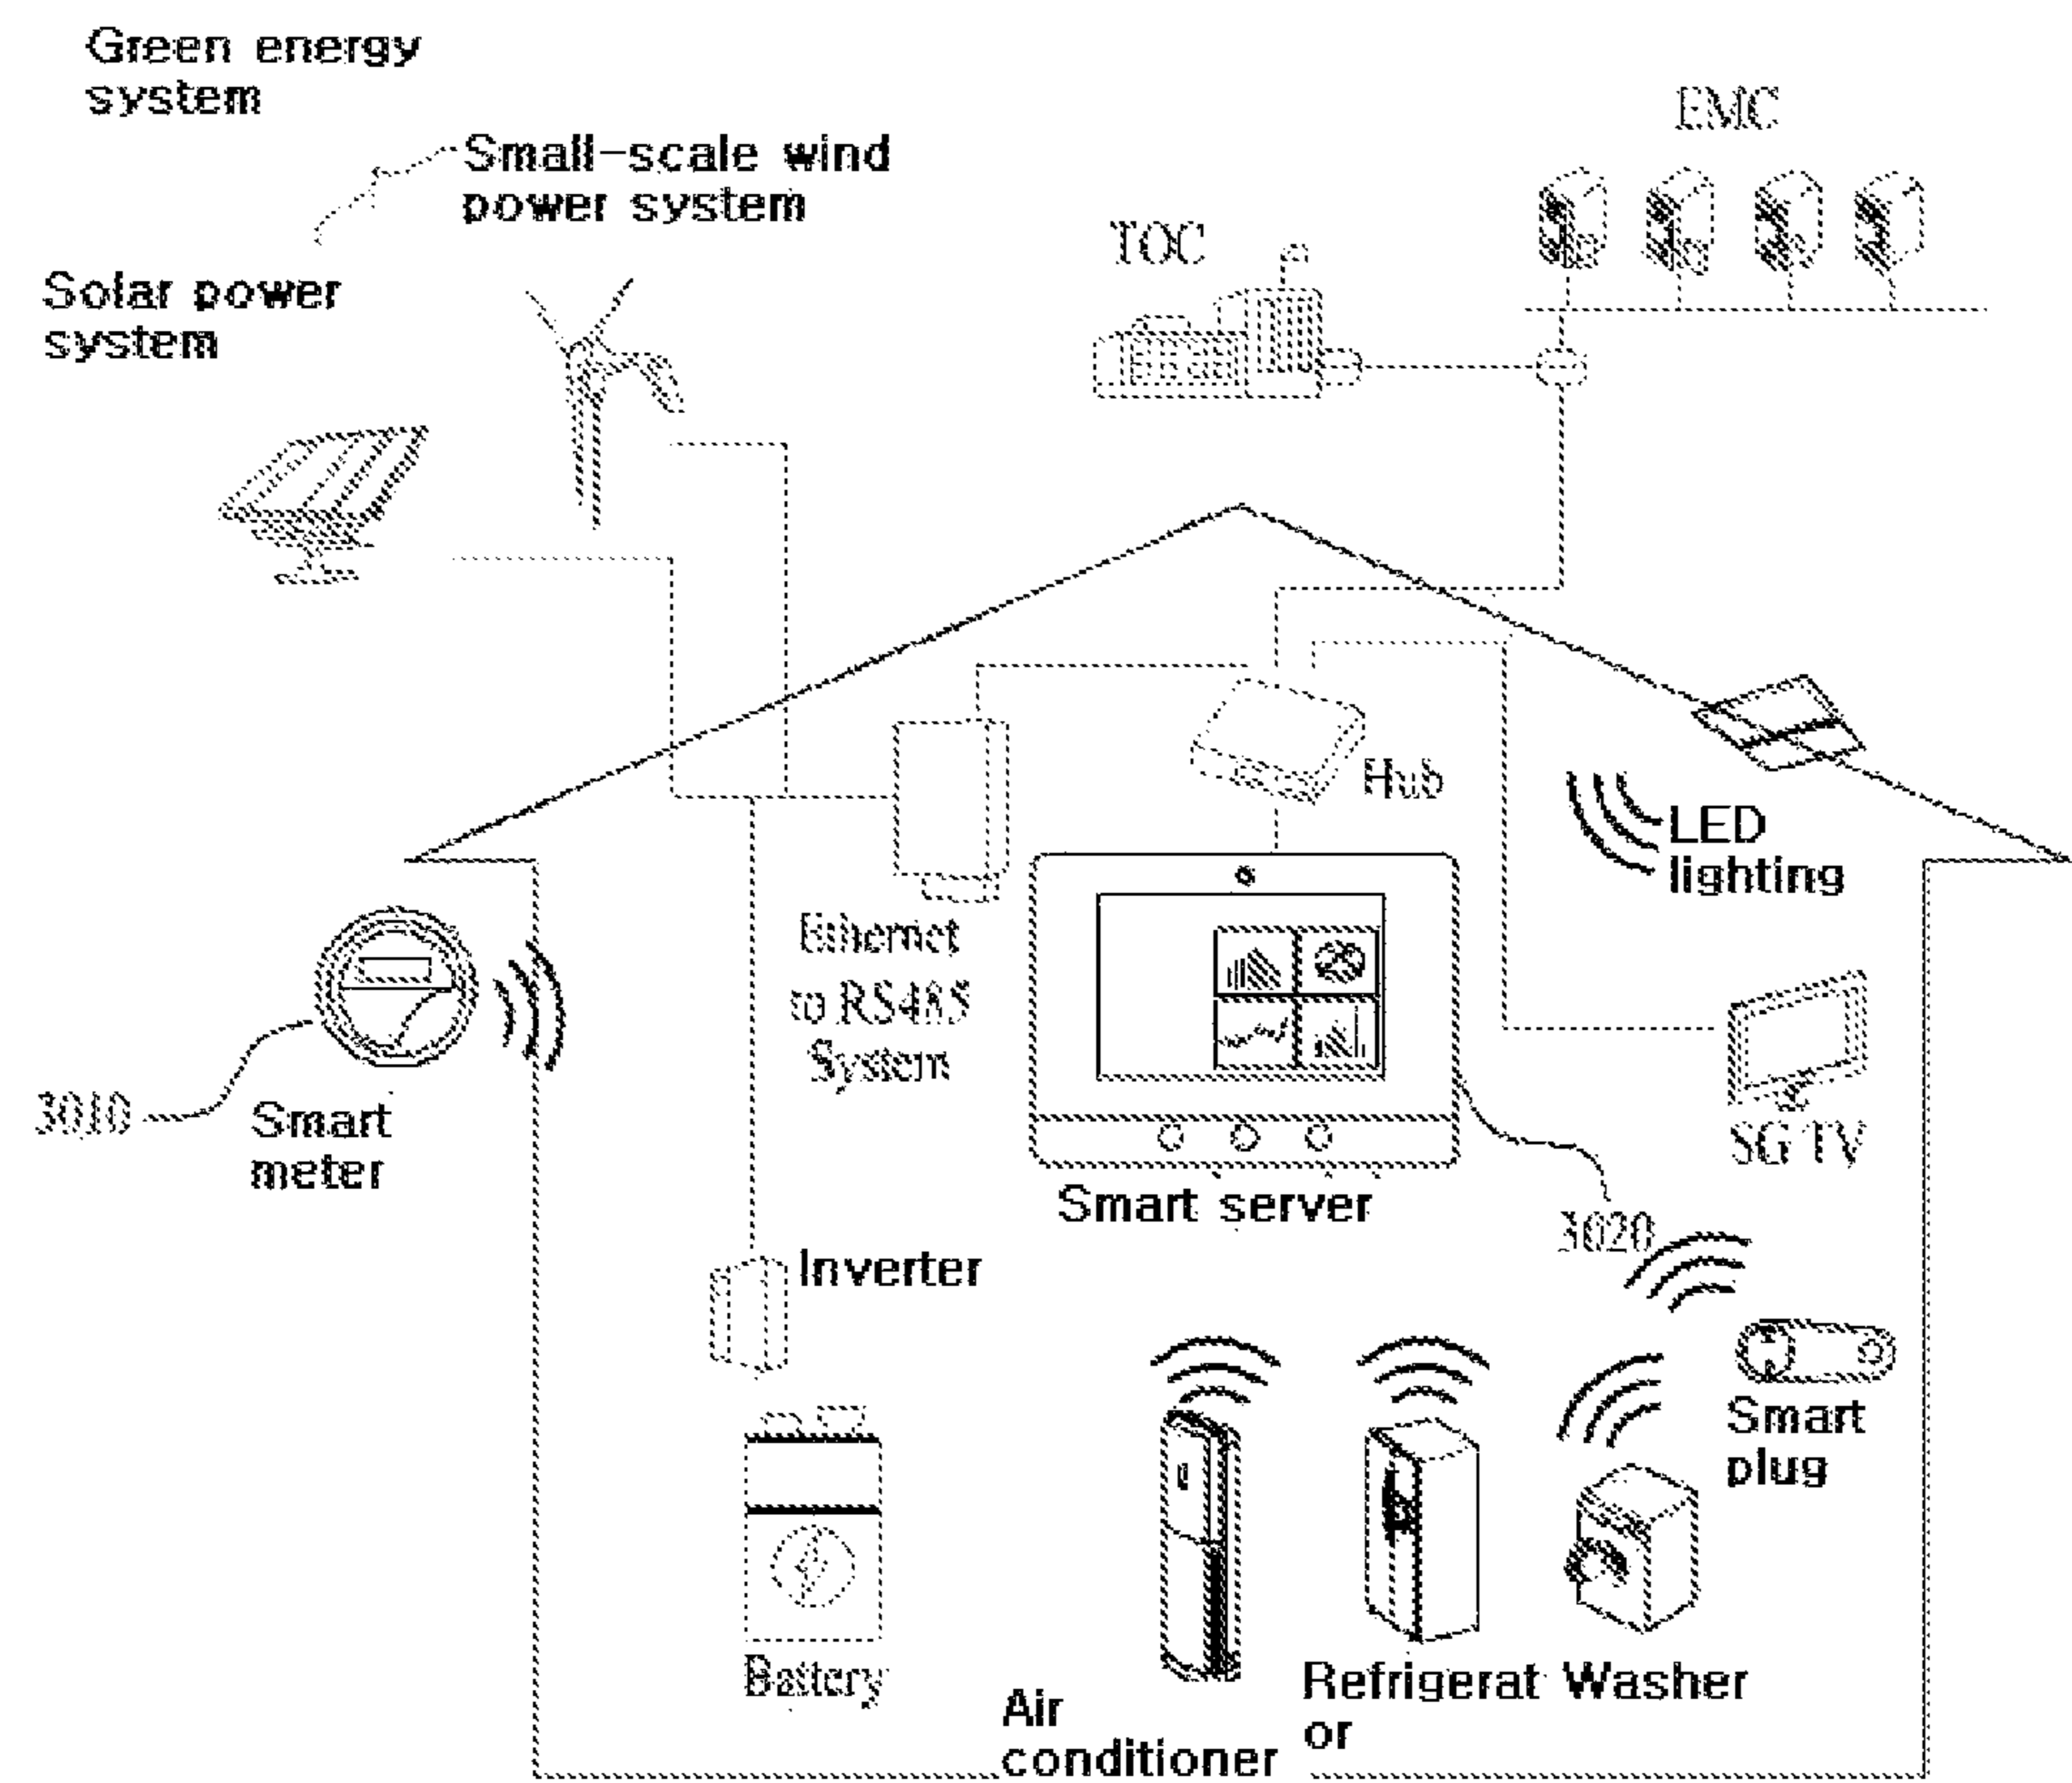 Green energy
system
Small-scale wind
power system
EMC
TOC
Solar power
system
Hub
LED
lighting
Ethernet
to RS485
System
3010
Smart
meter
SG TV
Smart server
3020
Inverter
Smart
plug
Battery
Air
conditioner
Refrigerat
or
Washer